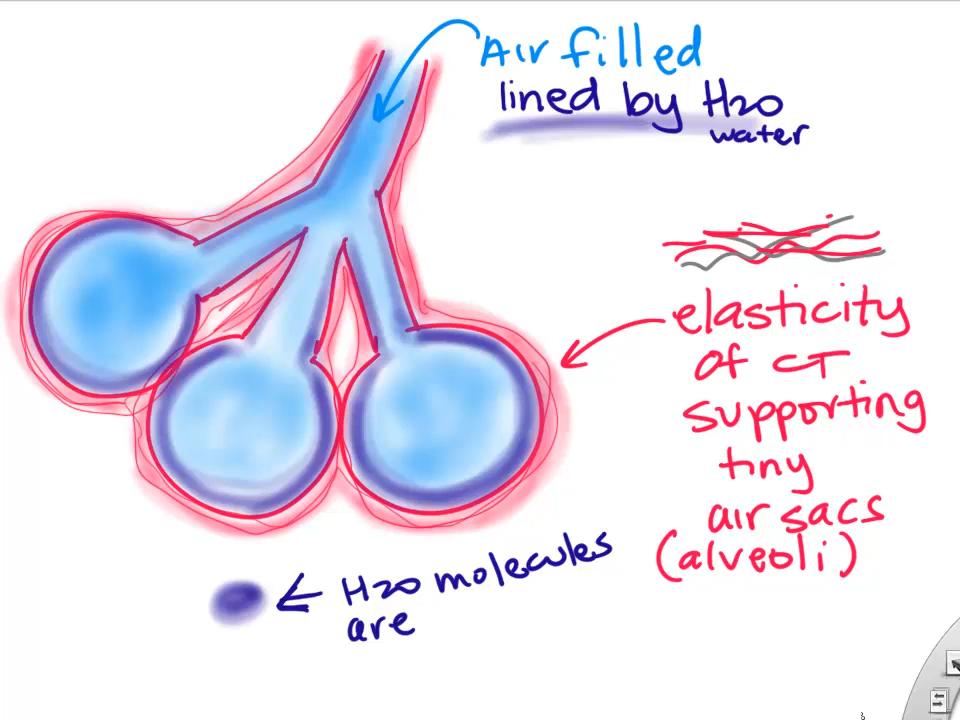 Air filled
lined by H2O
water
elasticity
of CT
supporting
tiny
air sacs
(alveoli)
H2O molecules
are